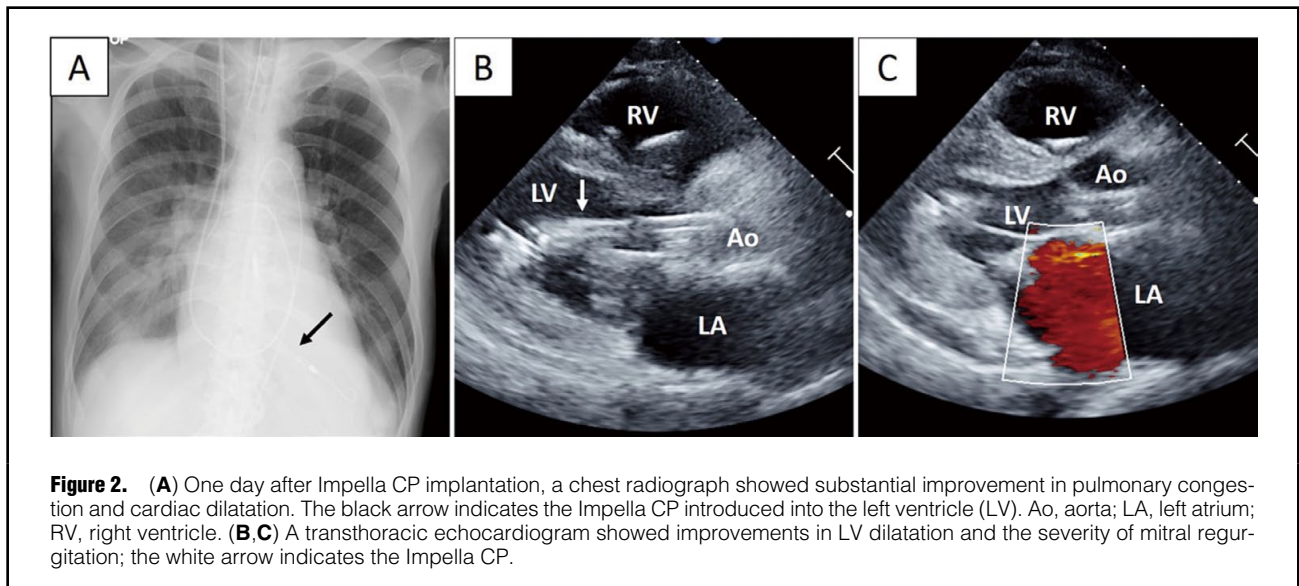 A
B
C
RV
LV
Ao
LA
RV
Ao
LV
LA
Figure 2. (A) One day after Impella CP implantation, a chest radiograph showed substantial improvement in pulmonary conges-
tion and cardiac dilatation. The black arrow indicates the Impella CP introduced into the left ventricle (LV). Ao, aorta; LA, left atrium;
RV, right ventricle. (B,C) A transthoracic echocardiogram showed improvements in LV dilatation and the severity of mitral regur-
gitation; the white arrow indicates the Impella CP.